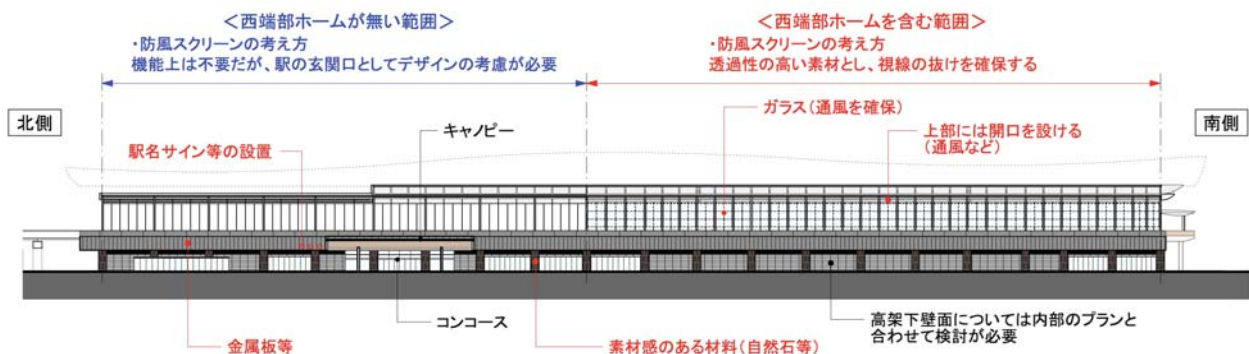 ＜西端部ホームが無い範囲＞
・防風スクリーンの考え方
機能上は不要だが、駅の玄関口としてデザインの考慮が必要
＜西端部ホームを含む範囲＞
・防風スクリーンの考え方
透過性の高い素材とし、視線の抜けを確保する
北側
キャノピー
ガラス（通風を確保）
上部には開口を設ける
（通風など）
南側
駅名サイン等の設置
金属板等
コンコース
素材感のある材料（自然石等）
高架下壁面については内部のプランと
合わせて検討が必要